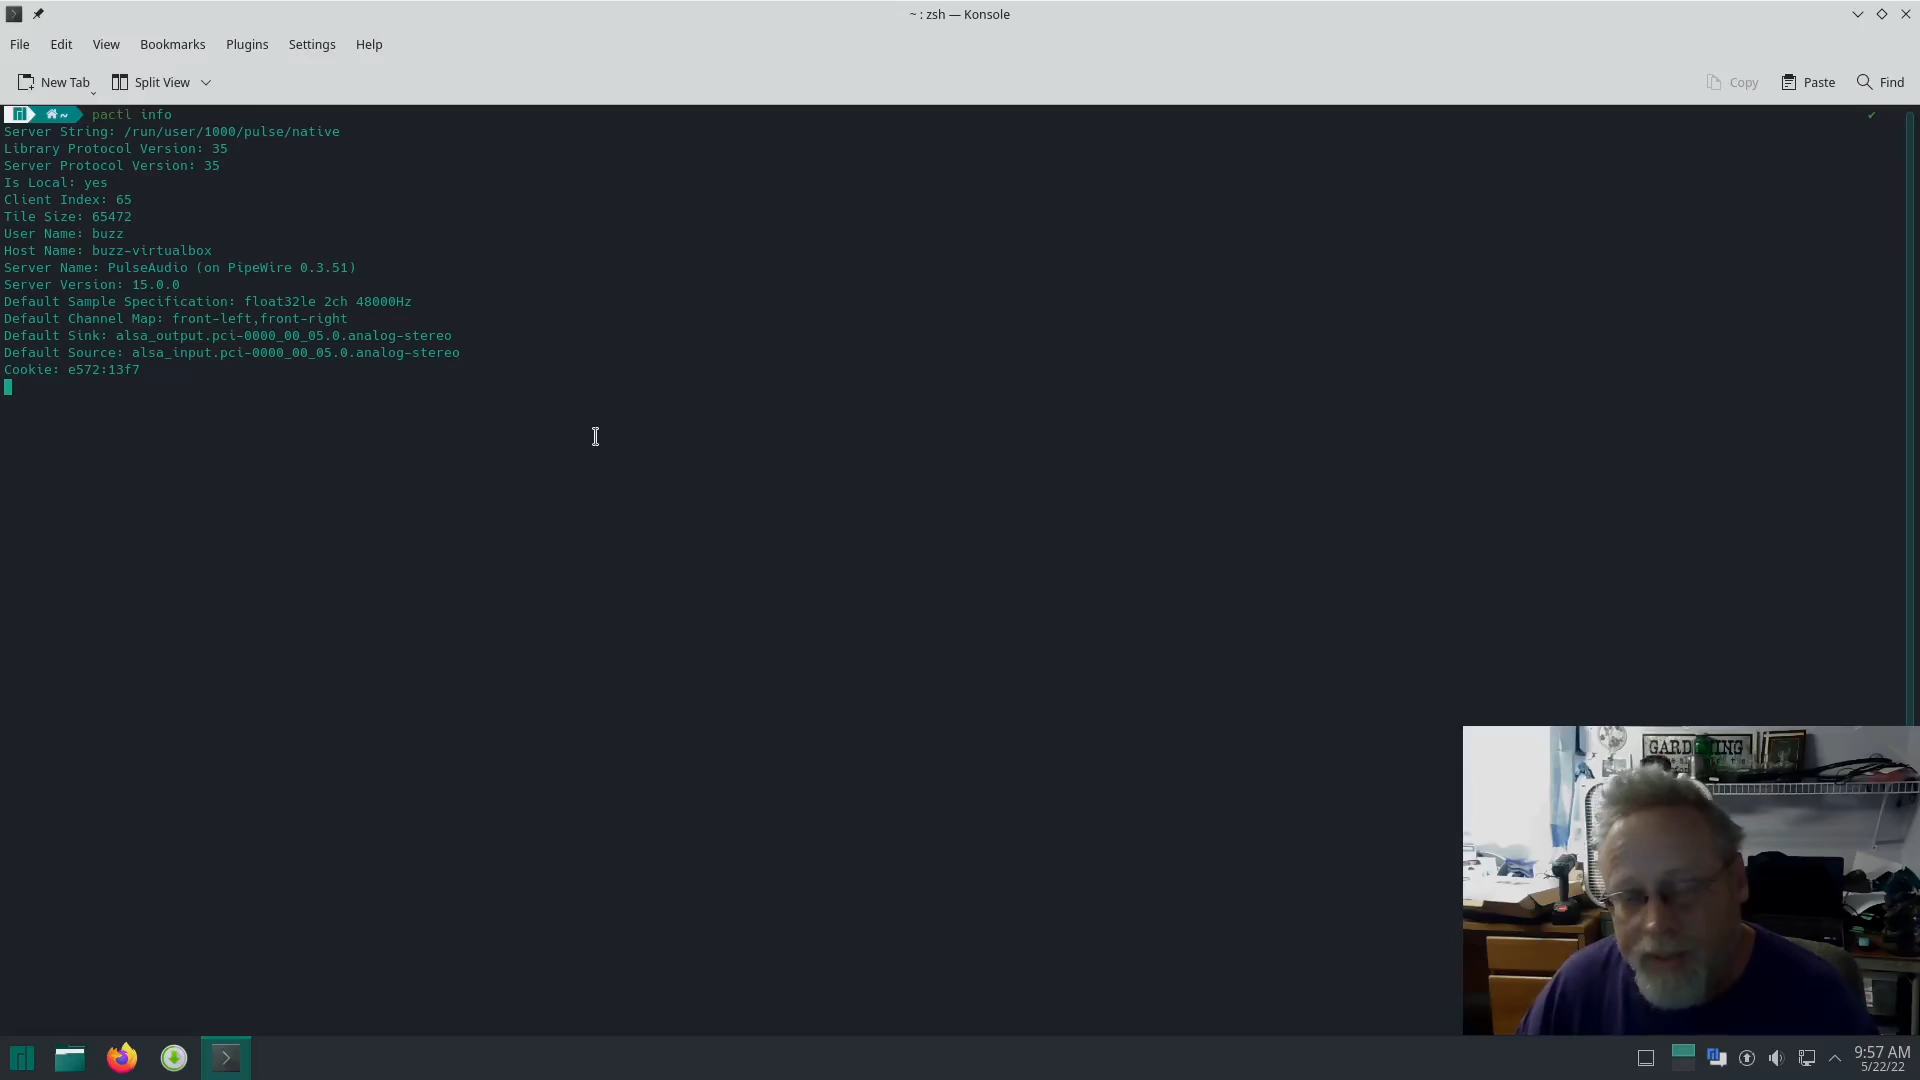 ~ : zsh — Konsole
File Edit View Bookmarks Plugins Settings Help
New Tab Split View Copy Paste Find
~ pactl info
Server String: /run/user/1000/pulse/native
Library Protocol Version: 35
Server Protocol Version: 35
Is Local: yes
Client Index: 65
Tile Size: 65472
User Name: buzz
Host Name: buzz-virtualbox
Server Name: PulseAudio (on PipeWire 0.3.51)
Server Version: 15.0.0
Default Sample Specification: float32le 2ch 48000Hz
Default Channel Map: front-left,front-right
Default Sink: alsa_output.pci-0000_00_05.0.analog-stereo
Default Source: alsa_input.pci-0000_00_05.0.analog-stereo
Cookie: e572:13f7
GARDENING
9:57 AM
5/22/22